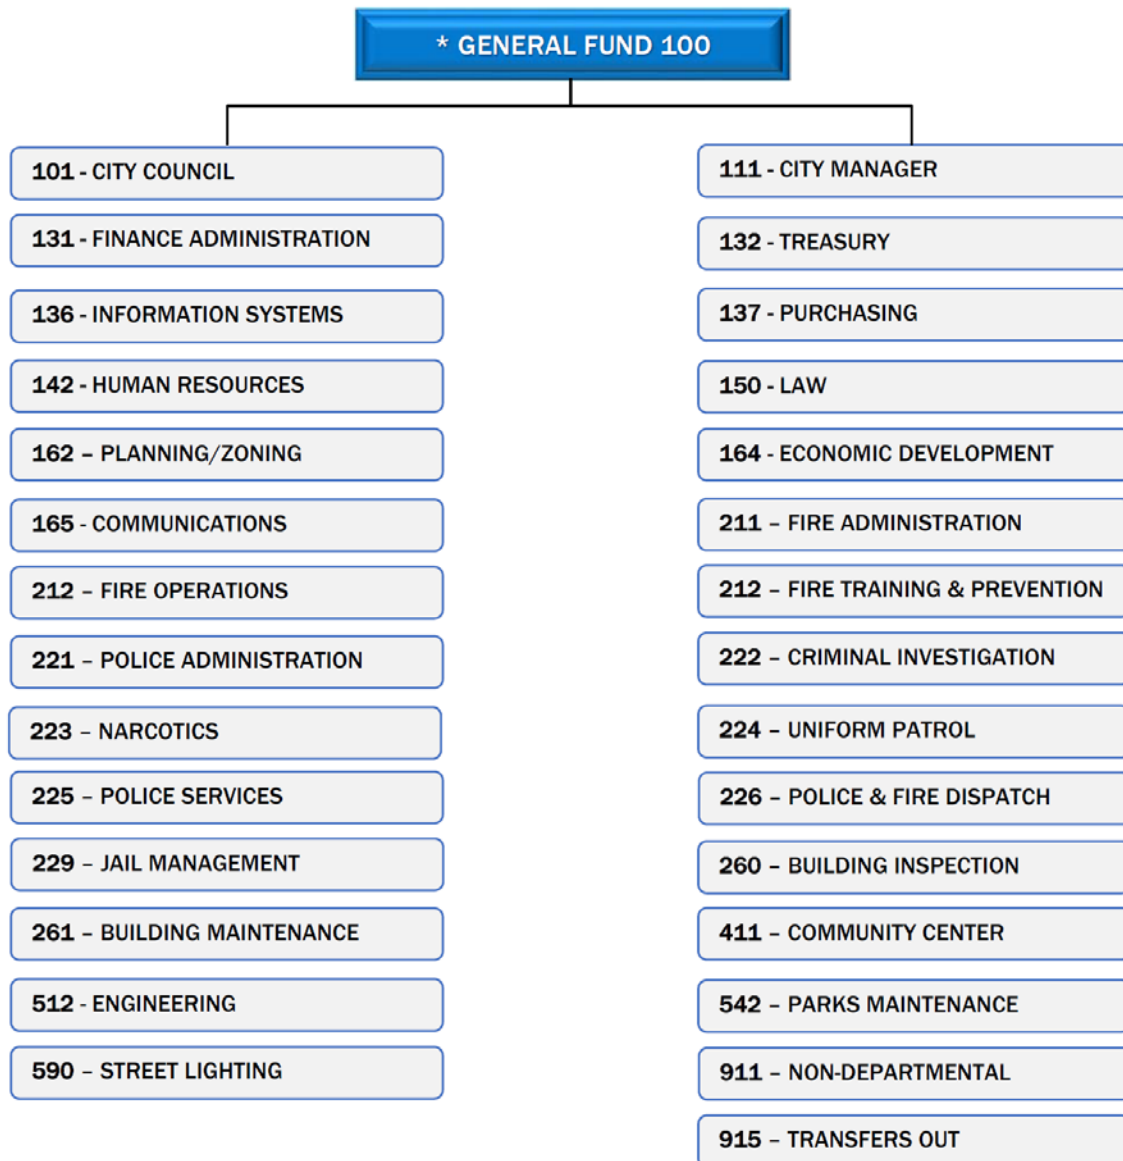 * GENERAL FUND 100
101 - CITY COUNCIL
111 - CITY MANAGER
131 - FINANCE ADMINISTRATION
132 - TREASURY
136 - INFORMATION SYSTEMS
137 - PURCHASING
142 - HUMAN RESOURCES
150 - LAW
162 – PLANNING/ZONING
164 - ECONOMIC DEVELOPMENT
165 - COMMUNICATIONS
211 – FIRE ADMINISTRATION
212 – FIRE OPERATIONS
212 – FIRE TRAINING & PREVENTION
221 – POLICE ADMINISTRATION
222 – CRIMINAL INVESTIGATION
223 – NARCOTICS
224 – UNIFORM PATROL
225 – POLICE SERVICES
226 – POLICE & FIRE DISPATCH
229 – JAIL MANAGEMENT
260 – BUILDING INSPECTION
261 – BUILDING MAINTENANCE
411 – COMMUNITY CENTER
512 - ENGINEERING
542 – PARKS MAINTENANCE
590 – STREET LIGHTING
911 – NON-DEPARTMENTAL
915 – TRANSFERS OUT